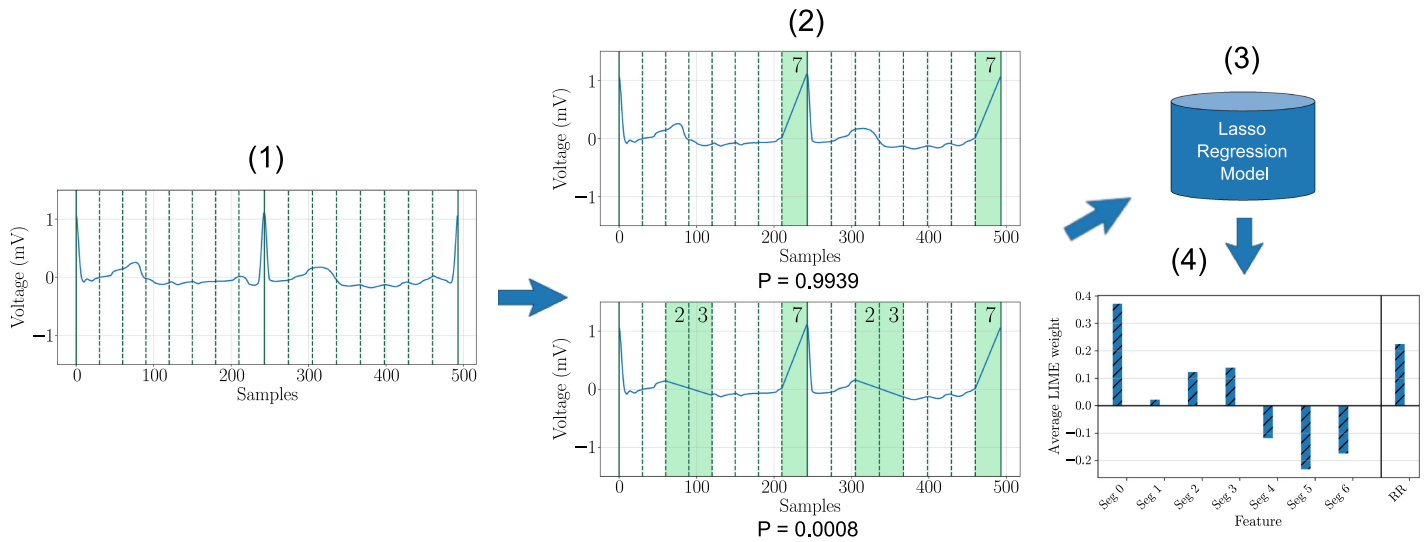 (1)
Voltage (mV)
1
0
−1
0 100 200 300 400 500
Samples
(2)
7 7
Voltage (mV)
1
0
−1
0 100 200 300 400 500
Samples
P = 0.9939
2 3 7 2 3 7
Voltage (mV)
1
0
−1
0 100 200 300 400 500
Samples
P = 0.0008
(3)
Lasso
Regression
Model
(4)
Average LIME weight
0.4
0.3
0.2
0.1
0.0
−0.1
−0.2
Seg 0 Seg 1 Seg 2 Seg 3 Seg 4 Seg 5 Seg 6 RR
Feature